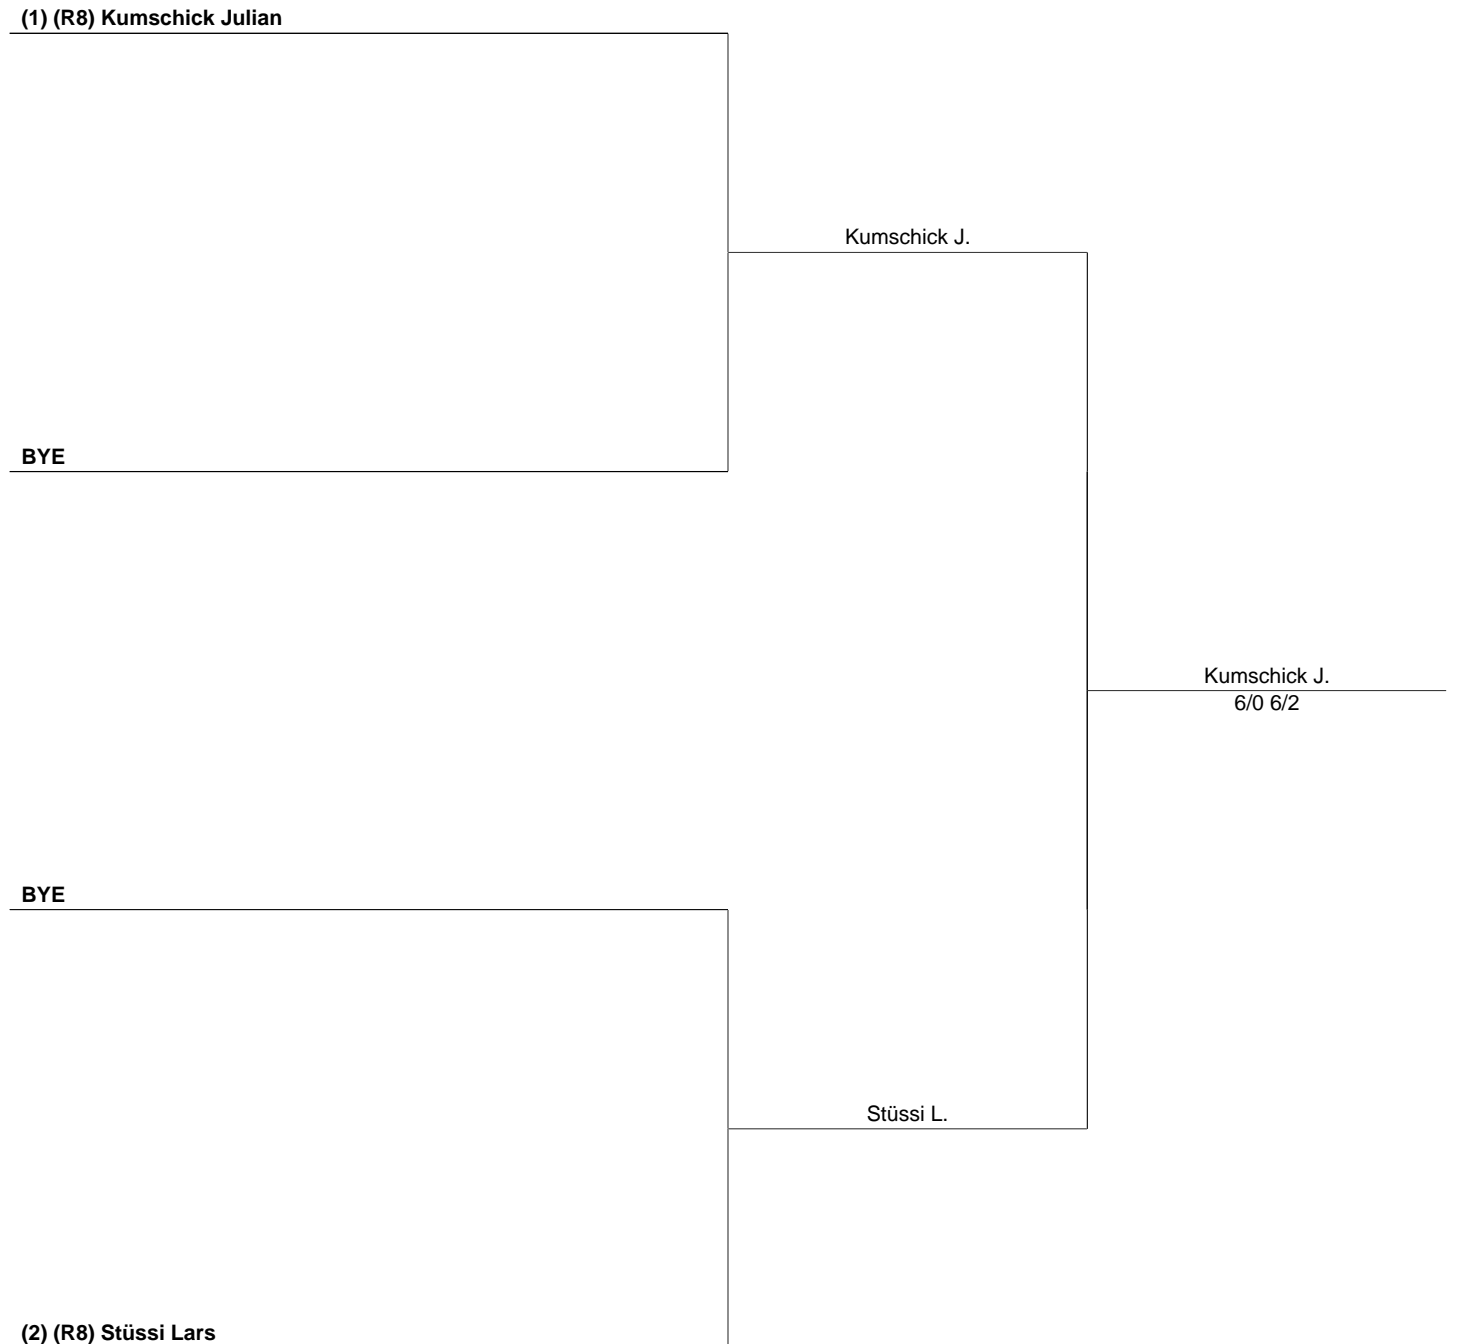 (1) (R8) Kumschick Julian
Kumschick J.
BYE
Kumschick J.
6/0 6/2
BYE
Stüssi L.
(2) (R8) Stüssi Lars